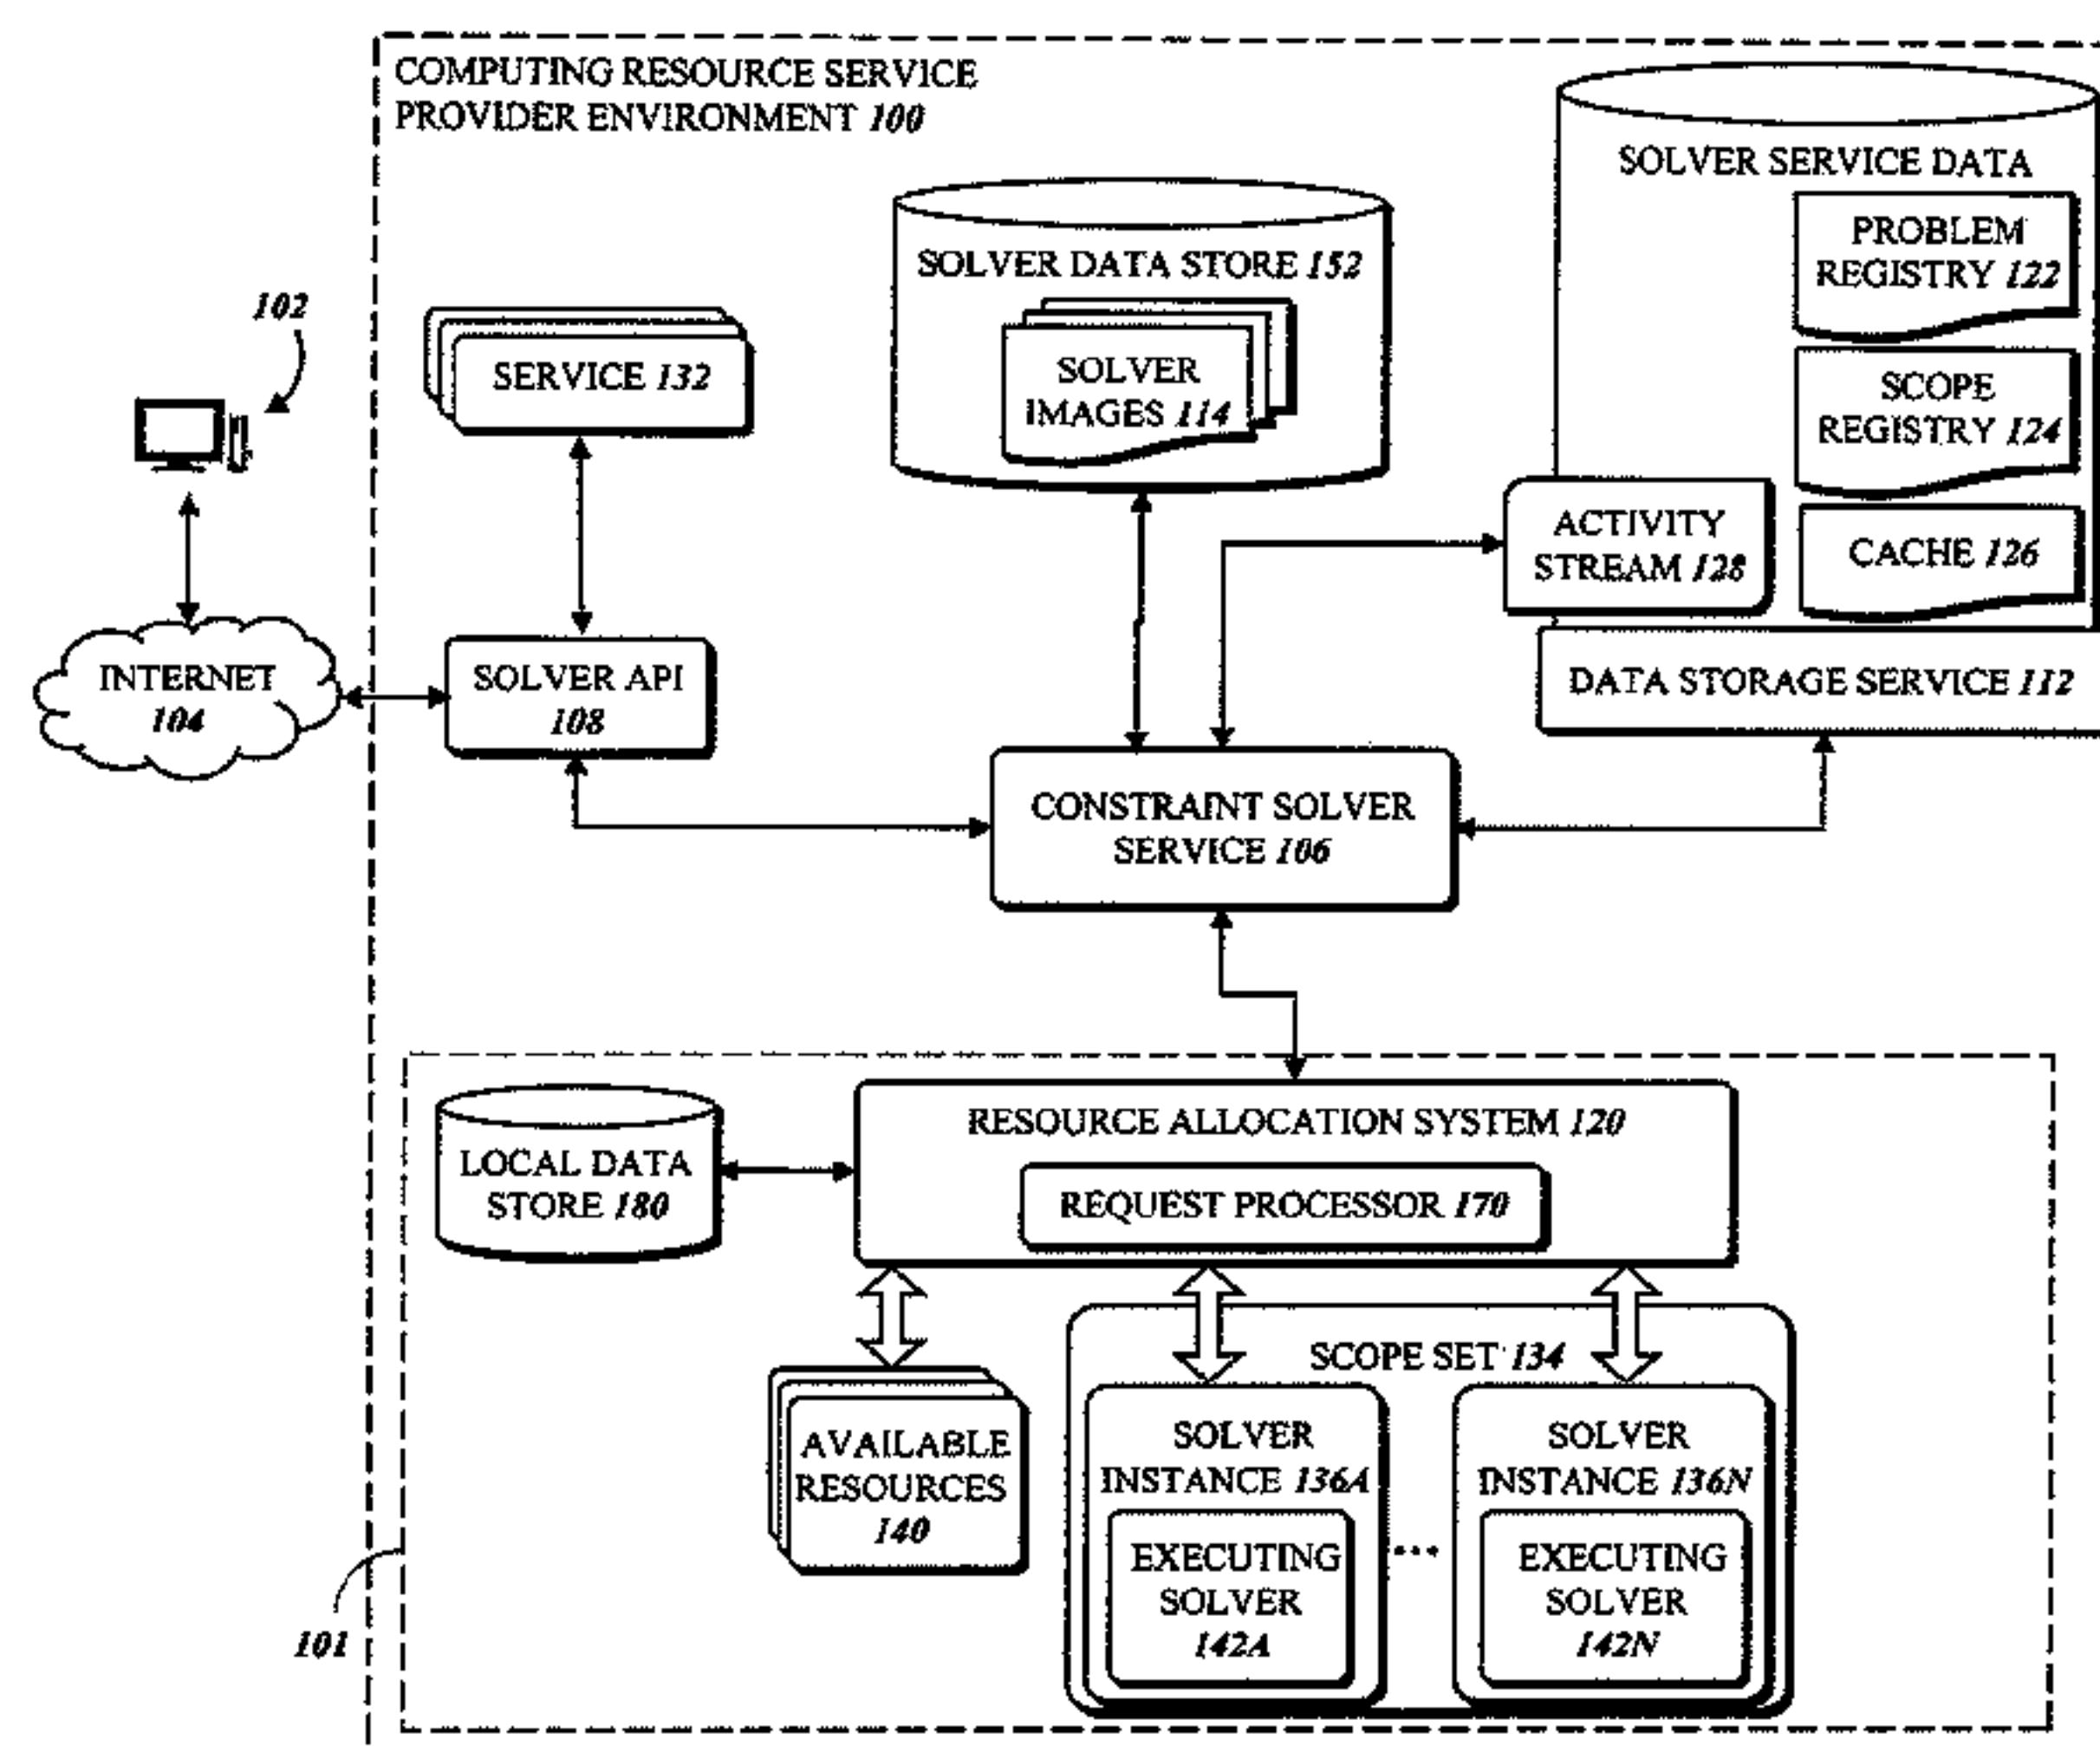 COMPUTING RESOURCE SERVICE
PROVIDER ENVIRONMENT 100
SOLVER SERVICE DATA
PROBLEM
REGISTRY 122
SCOPE
REGISTRY 124
CACHE 126
ACTIVITY
STREAM 128
DATA STORAGE SERVICE 112
SOLVER DATA STORE 152
SOLVER
IMAGES 114
SERVICE 132
102
INTERNET
104
SOLVER API
108
CONSTRAINT SOLVER
SERVICE 106
LOCAL DATA
STORE 180
RESOURCE ALLOCATION SYSTEM 120
REQUEST PROCESSOR 170
SCOPE SET 134
AVAILABLE
RESOURCES
140
SOLVER
INSTANCE 136A
EXECUTING
SOLVER
142A
...
SOLVER
INSTANCE 136N
EXECUTING
SOLVER
142N
101